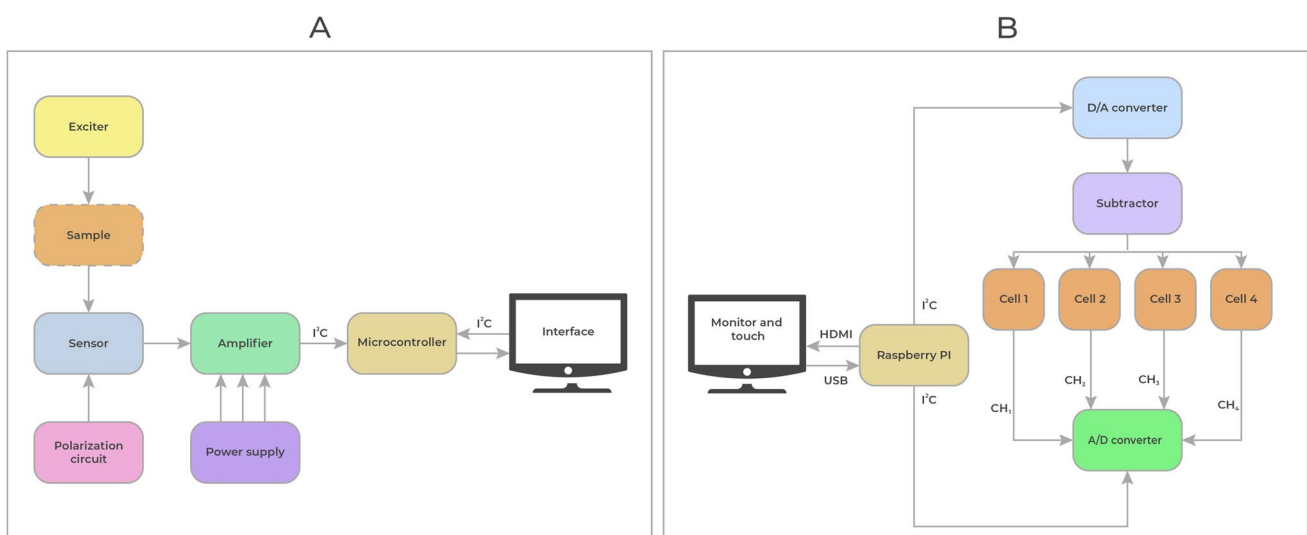 A
Exciter
Sample
Sensor
Amplifier
I²C
Microcontroller
I²C
Interface
Polarization
circuit
Power supply
B
D/A converter
Subtractor
Cell 1
Cell 2
Cell 3
Cell 4
I²C
Monitor and
touch
HDMI
USB
Raspberry PI
I²C
CH₁
CH₂
CH₃
CH₄
A/D converter